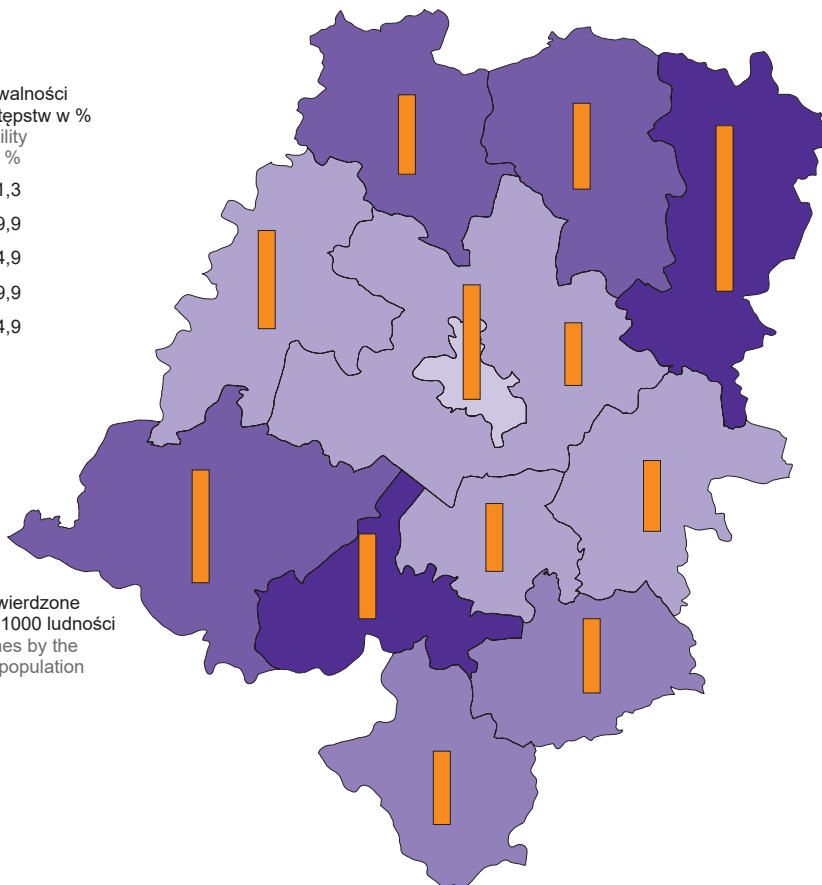 walności
tępstw w %
ility
%
1,3
9,9
4,9
9,9
4,9
wierdzone
1000 ludności
nes by the
population